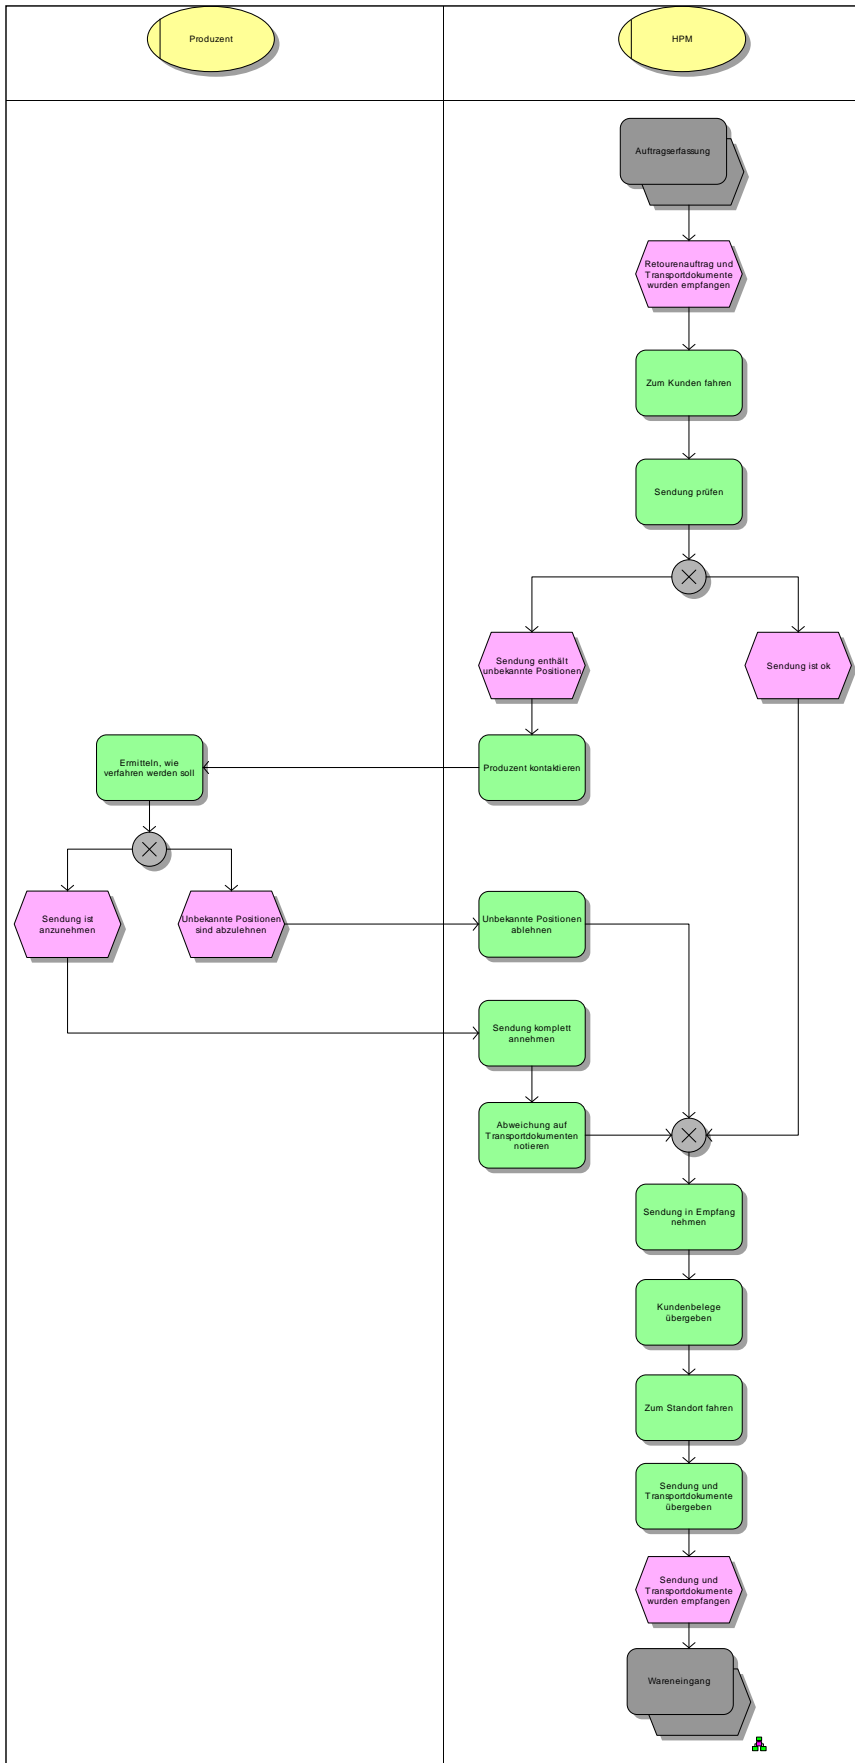 Produzent
HPM
Auftragserfassung
Retourenauftrag und
Transportdokumente
wurden empfangen
Zum Kunden fahren
Sendung prüfen
Sendung enthält
unbekannte Positionen
Sendung ist ok
Ermitteln, wie
verfahren werden soll
Produzent kontaktieren
Sendung ist
anzunehmen
Unbekannte Positionen
sind abzulehnen
Unbekannte Positionen
ablehnen
Sendung komplett
annehmen
Abweichung auf
Transportdokumenten
notieren
Sendung in Empfang
nehmen
Kundenbelege
übergeben
Zum Standort fahren
Sendung und
Transportdokumente
übergeben
Sendung und
Transportdokumente
wurden empfangen
Wareneingang